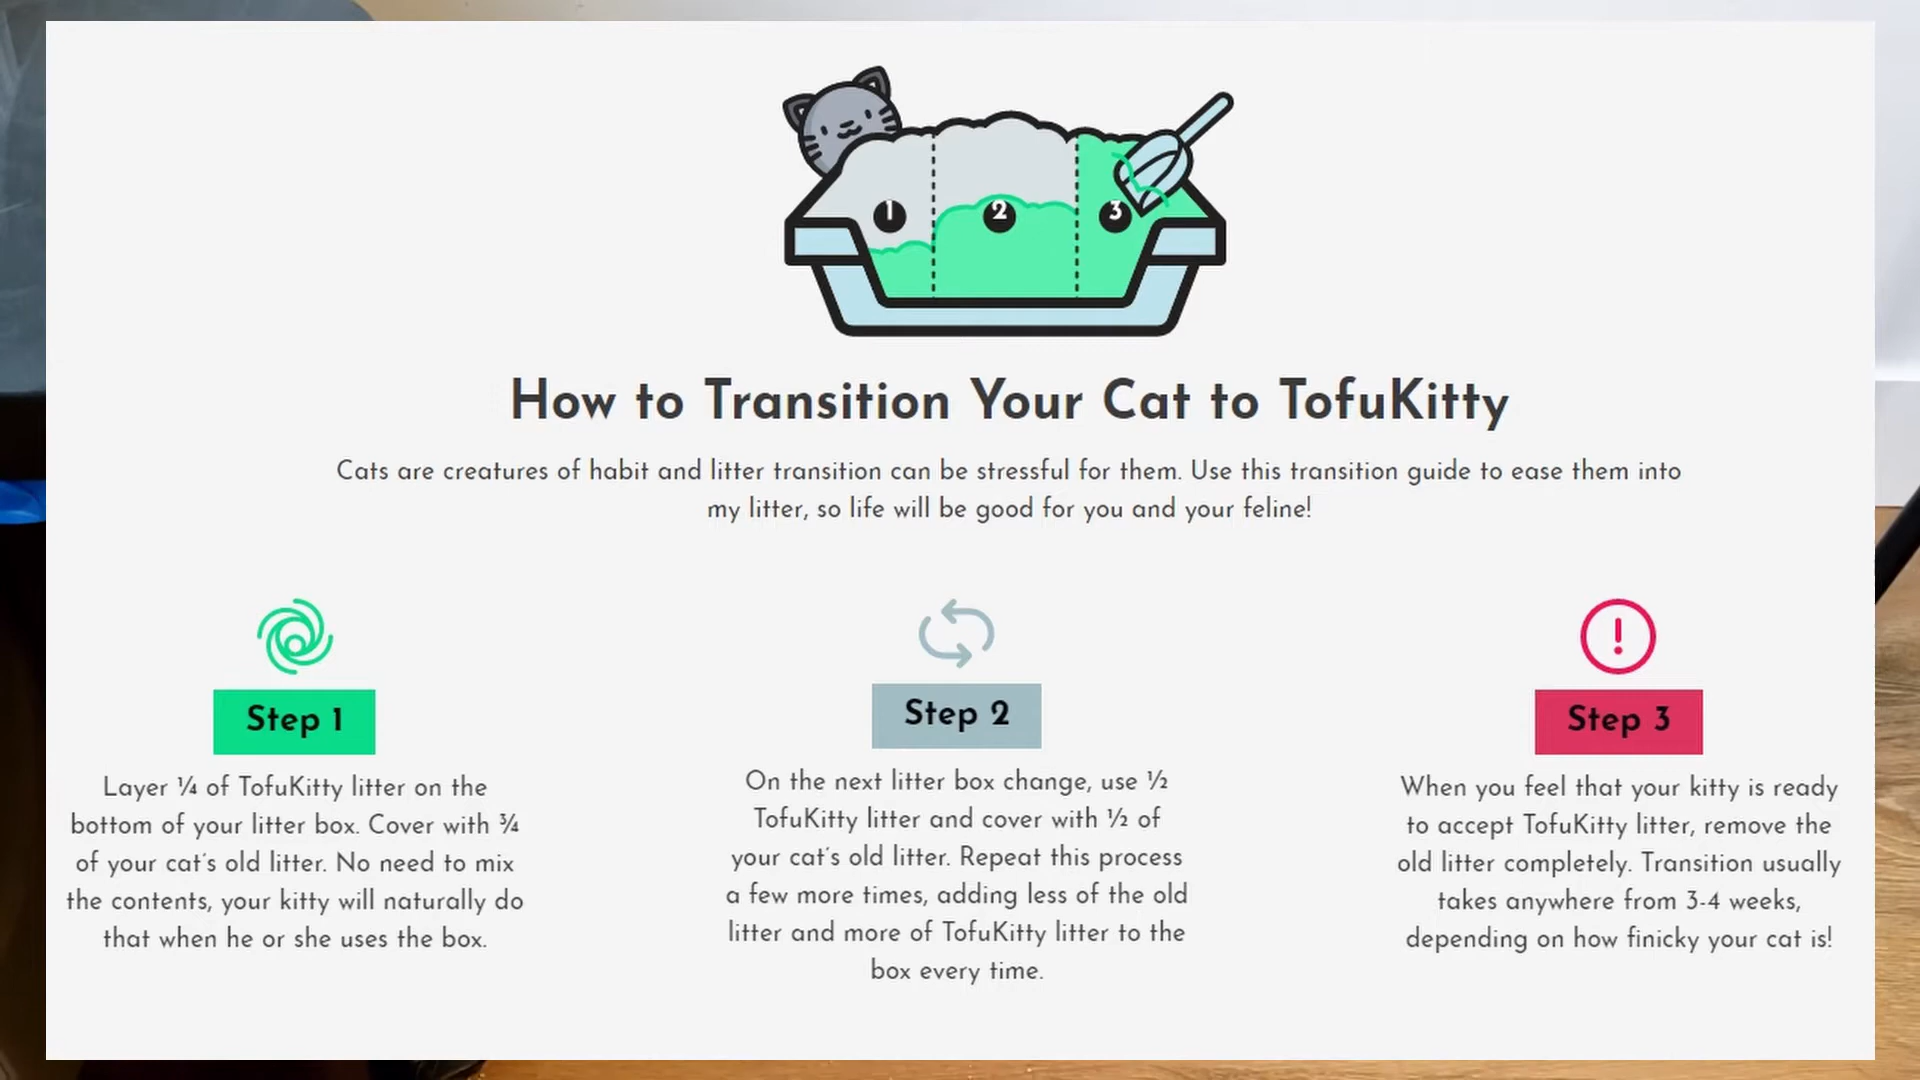 1
2
3
How to Transition Your Cat to TofuKitty
Cats are creatures of habit and litter transition can be stressful for them. Use this transition guide to ease them into
my litter, so life will be good for you and your feline!
Step 1
Layer ¼ of TofuKitty litter on the
bottom of your litter box. Cover with ¾
of your cat's old litter. No need to mix
the contents, your kitty will naturally do
that when he or she uses the box.
Step 2
On the next litter box change, use ½
TofuKitty litter and cover with ½ of
your cat's old litter. Repeat this process
a few more times, adding less of the old
litter and more of TofuKitty litter to the
box every time.
Step 3
When you feel that your kitty is ready
to accept TofuKitty litter, remove the
old litter completely. Transition usually
takes anywhere from 3-4 weeks,
depending on how finicky your cat is!